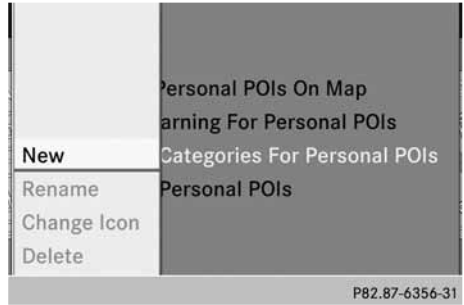 Personal POIs On Map
arning For Personal POIs
New
Categories For Personal POIs
Rename
Personal POIs
Change Icon
Delete
P82.87-6356-31